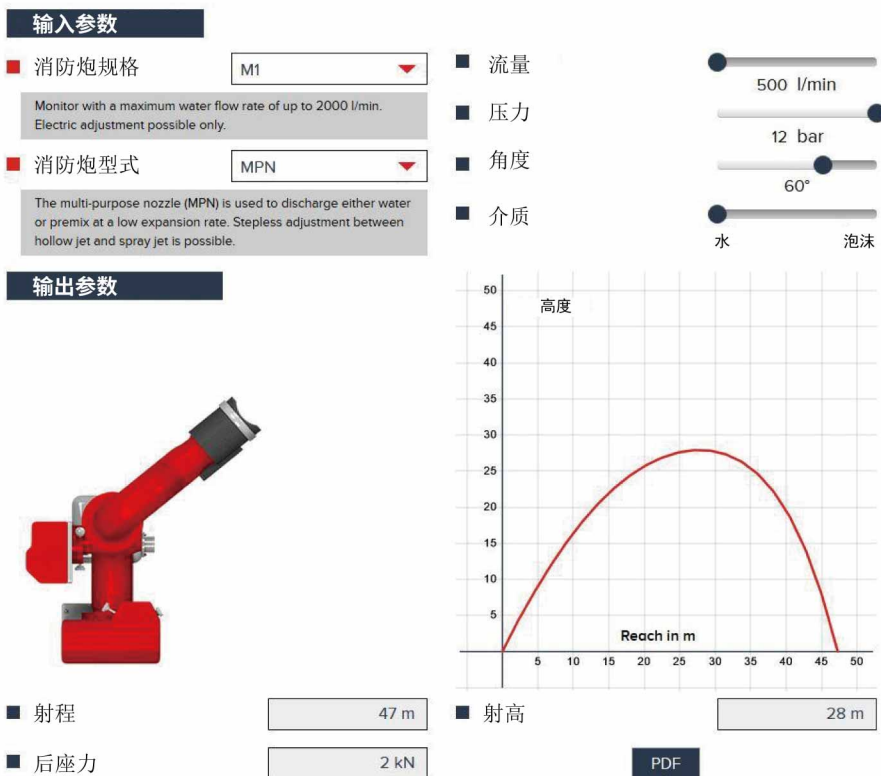 输入参数
消防炮规格
M1
Monitor with a maximum water flow rate of up to 2000 l/min.
Electric adjustment possible only.
消防炮型式
MPN
The multi-purpose nozzle (MPN) is used to discharge either water
or premix at a low expansion rate. Stepless adjustment between
hollow jet and spray jet is possible.
流量
500 l/min
压力
12 bar
角度
60°
介质
水 泡沫
输出参数
高度
50
45
40
35
30
25
20
15
10
5
Reach in m
5 10 15 20 25 30 35 40 45 50
射程 47 m
射高 28 m
后座力 2 kN
PDF